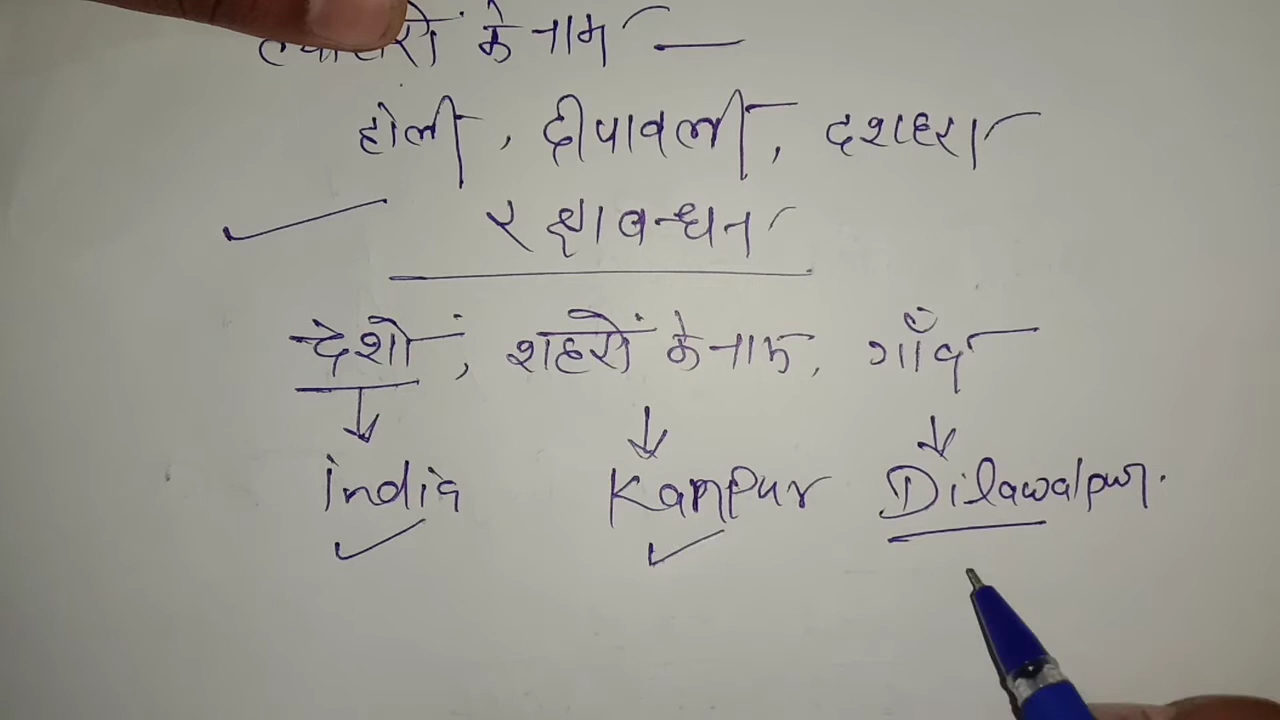 के नाम —
होली, दीपावली, दशहरा
रक्षाबन्धन
देशों, शहरों के नाम, गाँव
India Kanpur Dilawalpur.